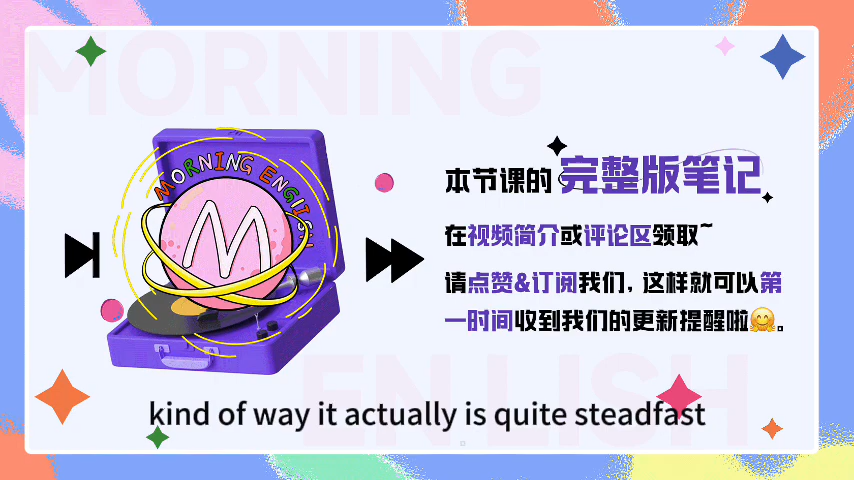 MORNING
MORNING ENGLISH
M
本节课的 完整版笔记
在视频简介或评论区领取~
请点赞&订阅我们, 这样就可以第
一时间收到我们的更新提醒啦🤗。
EN LISH
kind of way it actually is quite steadfast